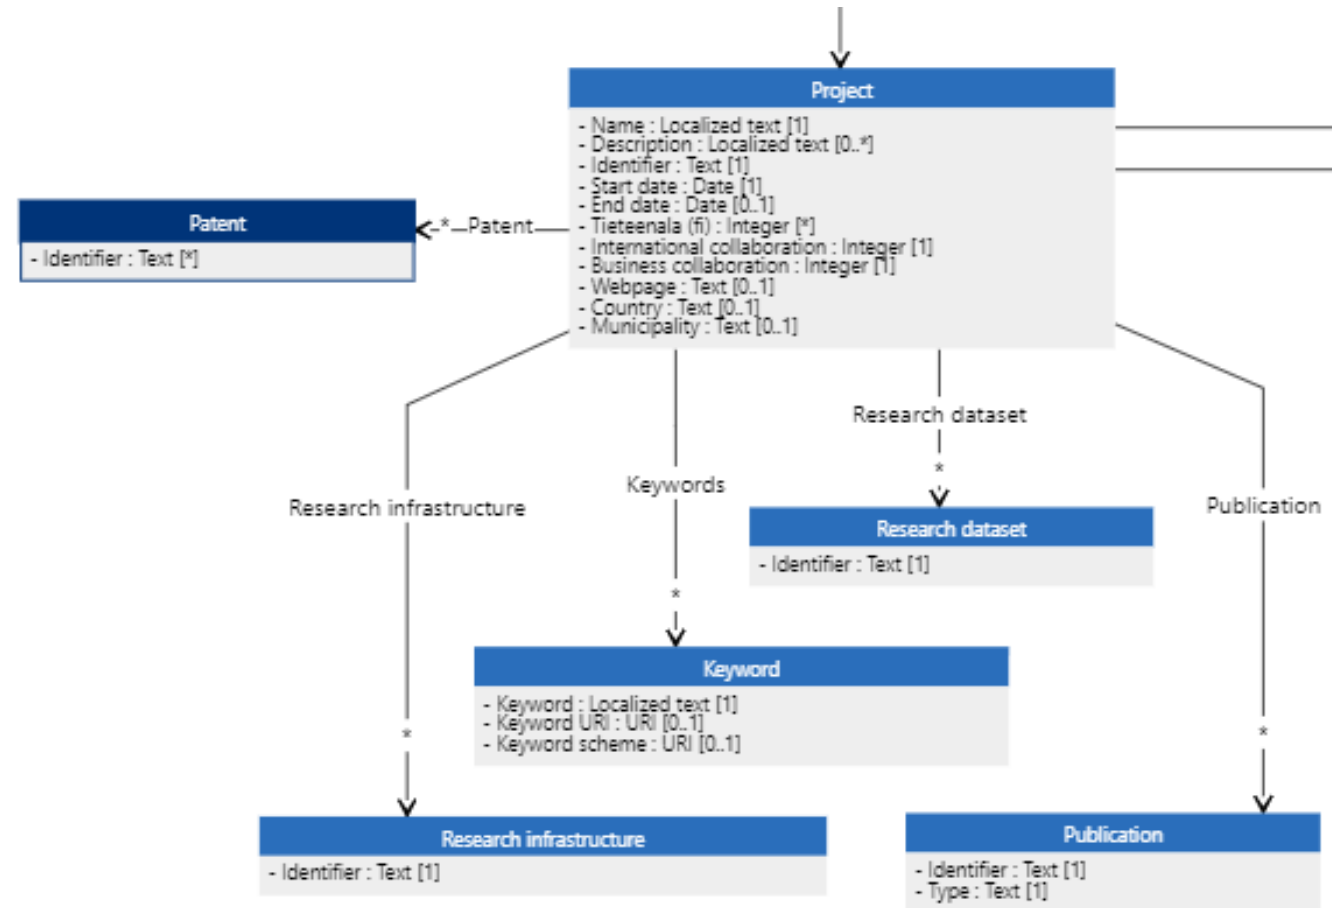 Project
- Name : Localized text [1]
- Description : Localized text [0..*]
- Identifier : Text [1]
- Start date : Date [1]
- End date : Date [0..1]
- Tieteenala (fi) : Integer [*]
- International collaboration : Integer [1]
- Business collaboration : Integer [1]
- Webpage : Text [0..1]
- Country : Text [0..1]
- Municipality : Text [0..1]
Patent
- Identifier : Text [*]
* Patent
Research dataset
*
Keywords
*
Research infrastructure
*
Publication
*
Research dataset
- Identifier : Text [1]
Keyword
- Keyword : Localized text [1]
- Keyword URI : URI [0..1]
- Keyword scheme : URI [0..1]
Research infrastructure
- Identifier : Text [1]
Publication
- Identifier : Text [1]
- Type : Text [1]